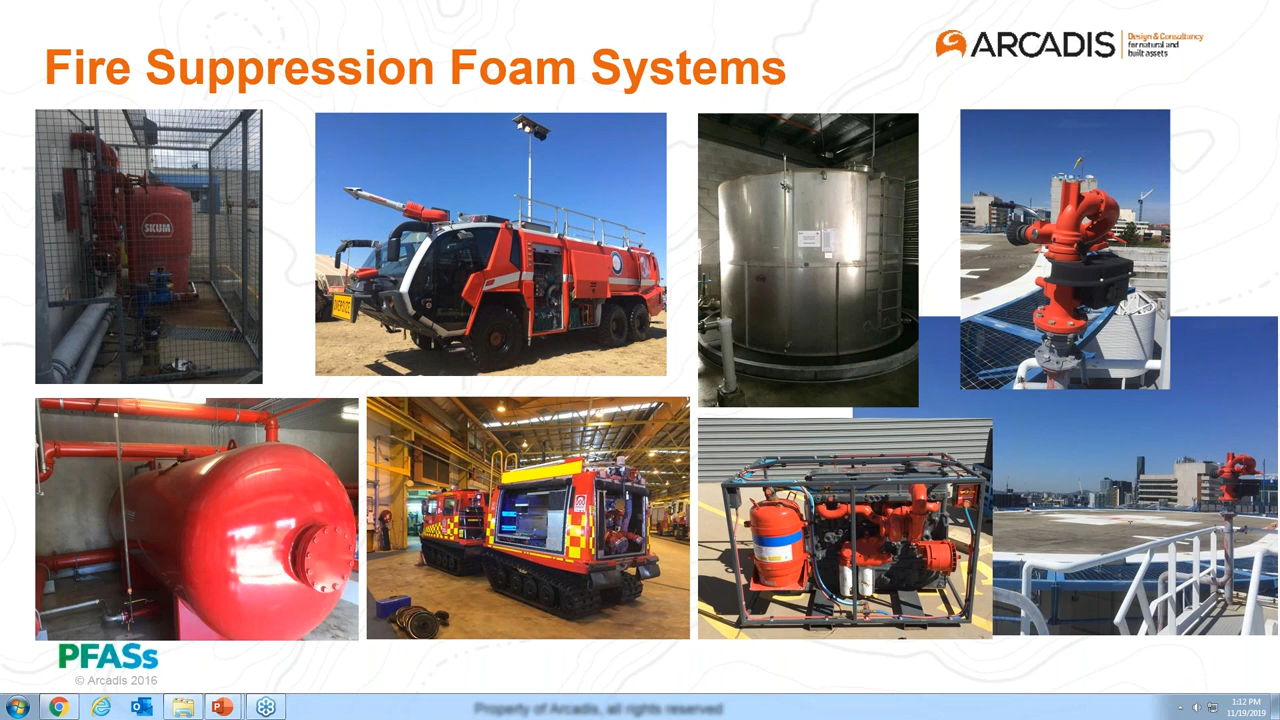 Fire Suppression Foam Systems
ARCADIS
Design & Consultancy
for natural and
built assets
SKUM
OVERSIZE
PFASs
© Arcadis 2016
Property of Arcadis, all rights reserved
1:12 PM
11/19/2019